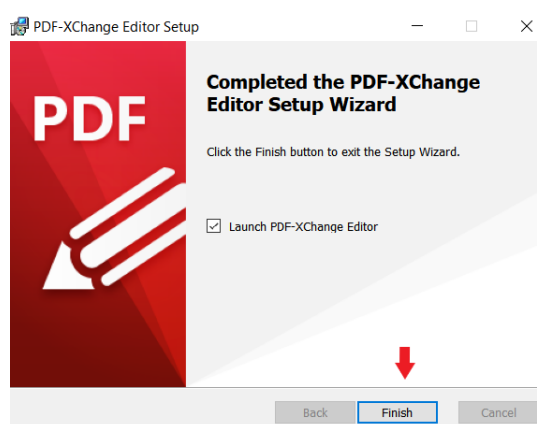 PDF-XChange Editor Setup
PDF
Completed the PDF-XChange
Editor Setup Wizard
Click the Finish button to exit the Setup Wizard.
Launch PDF-XChange Editor
Back Finish Cancel